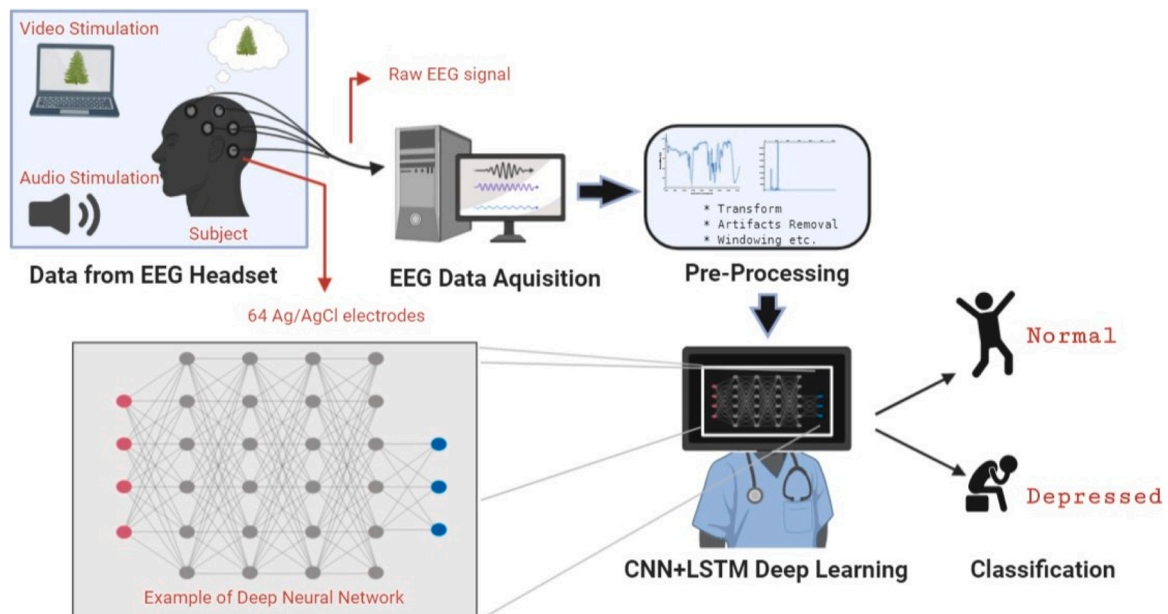 Video Stimulation
Raw EEG signal
Audio Stimulation
Subject
* Transform
* Artifacts Removal
* Windowing etc.
Data from EEG Headset
EEG Data Aquisition
Pre-Processing
64 Ag/AgCl electrodes
Normal
Depressed
Example of Deep Neural Network
CNN+LSTM Deep Learning
Classification